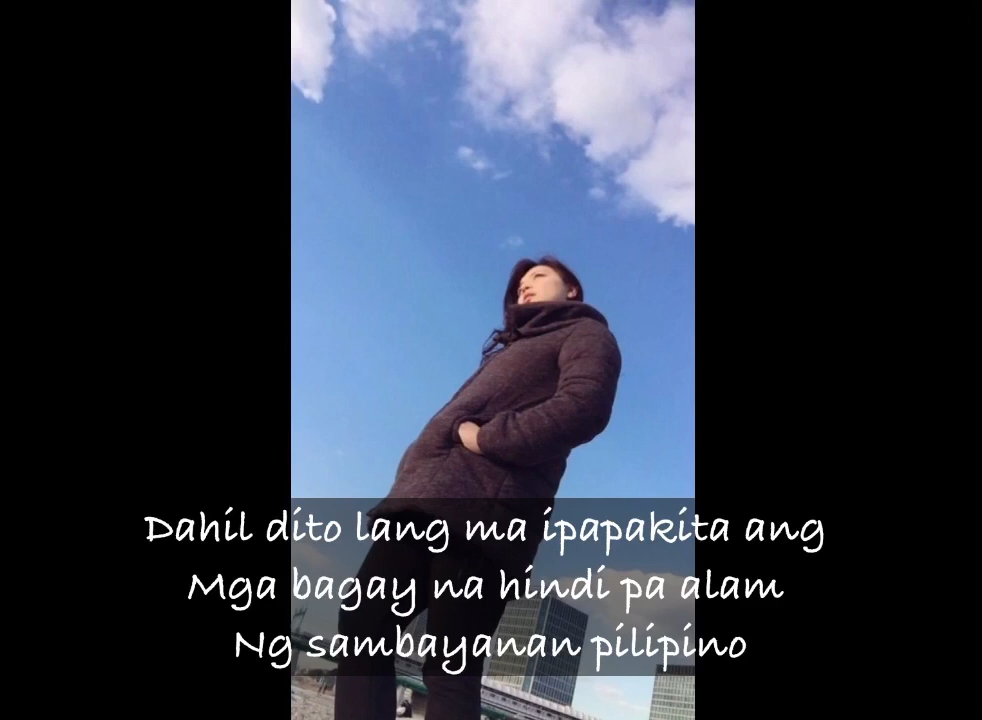 Dahil dito lang ma ipapakita ang
Mga bagay na hindi pa alam
Ng sambayanan pilipino